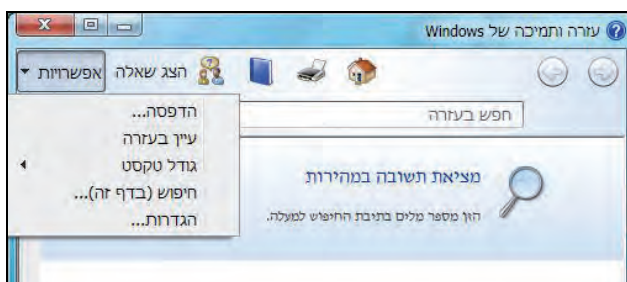 עזרה ותמיכה של Windows
הצג שאלה
אפשרויות
חפש בעזרה
הדפסה...
עיין בעזרה
גודל טקסט
חיפוש (בדף זה)...
הגדרות...
מציאת תשובה במהירות
הזן מספר מלים בתיבת החיפוש למעלה.